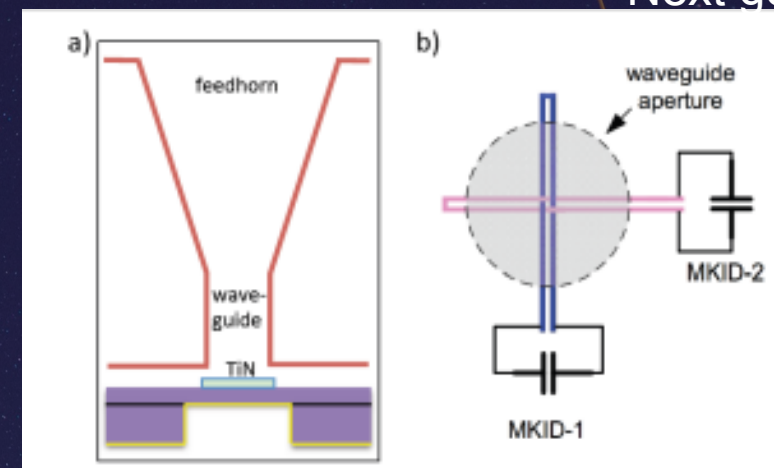 a)
feedhorn
wave-
guide
TiN
b)
waveguide
aperture
MKID-2
MKID-1